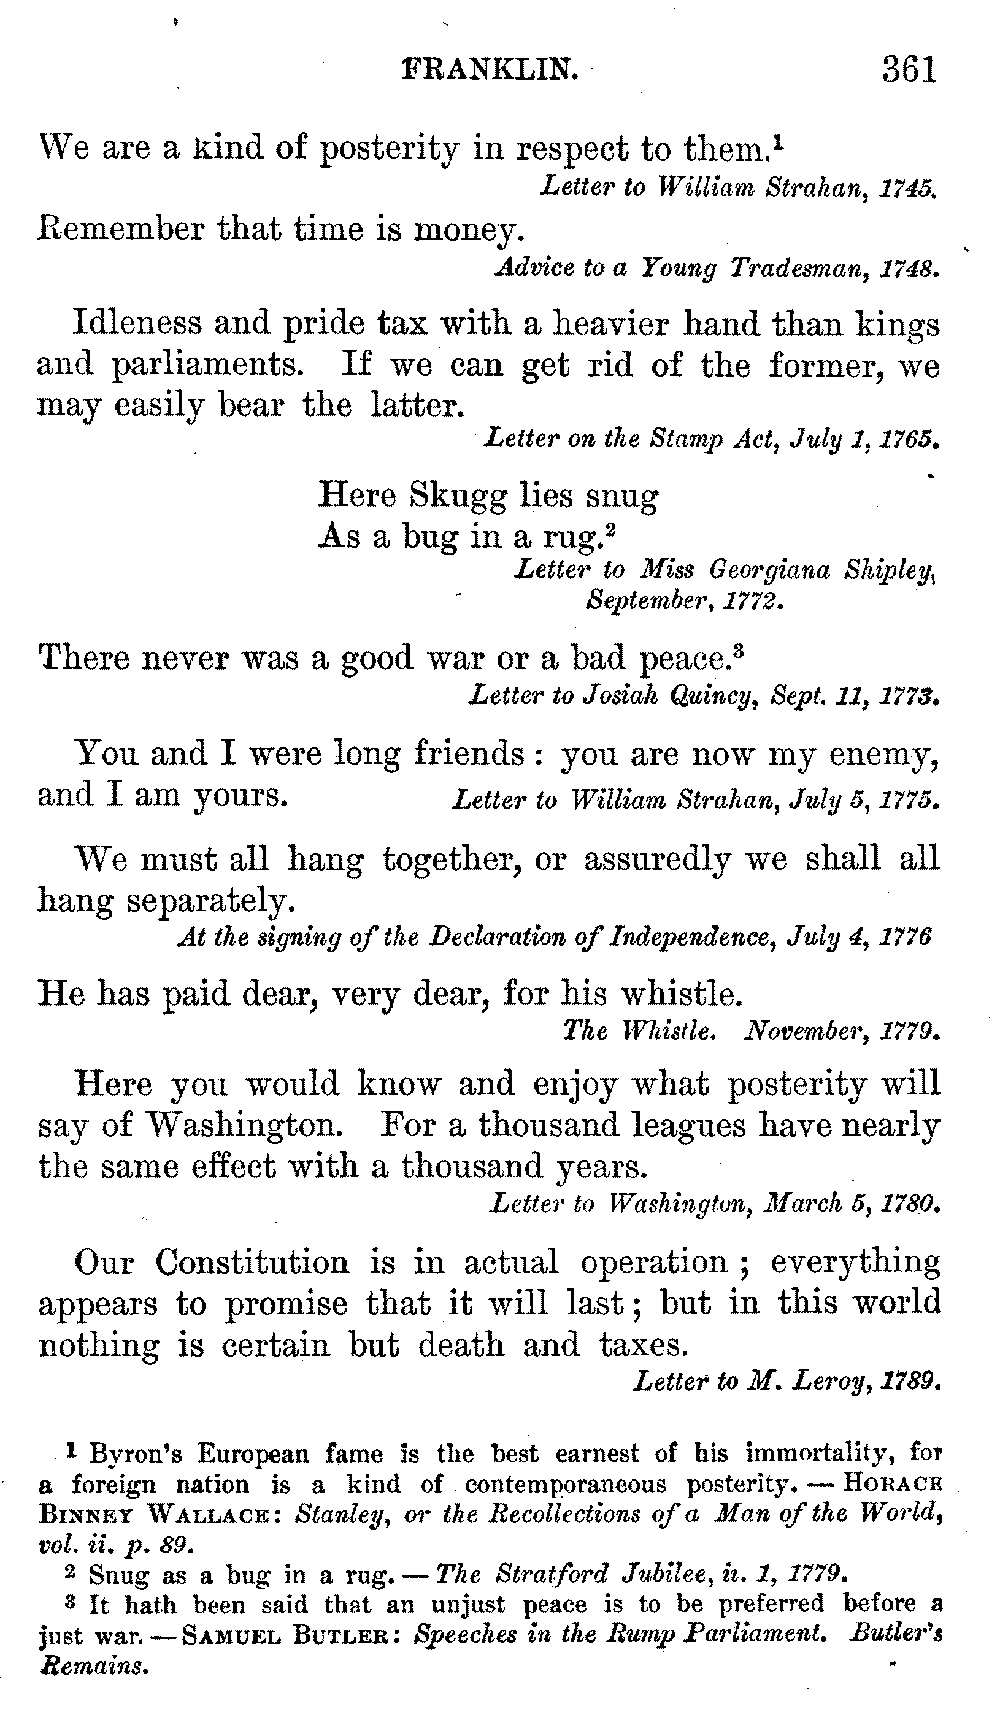 FRANKLIN. 361
We are a kind of posterity in respect to them.¹
Letter to William Strahan, 1745.
Remember that time is money.
Advice to a Young Tradesman, 1748.
Idleness and pride tax with a heavier hand than kings
and parliaments. If we can get rid of the former, we
may easily bear the latter.
Letter on the Stamp Act, July 1, 1765.
Here Skugg lies snug
As a bug in a rug.²
Letter to Miss Georgiana Shipley,
September, 1772.
There never was a good war or a bad peace.³
Letter to Josiah Quincy, Sept. 11, 1773.
You and I were long friends : you are now my enemy,
and I am yours. Letter to William Strahan, July 5, 1775.
We must all hang together, or assuredly we shall all
hang separately.
At the signing of the Declaration of Independence, July 4, 1776
He has paid dear, very dear, for his whistle.
The Whistle. November, 1779.
Here you would know and enjoy what posterity will
say of Washington. For a thousand leagues have nearly
the same effect with a thousand years.
Letter to Washington, March 5, 1780.
Our Constitution is in actual operation ; everything
appears to promise that it will last ; but in this world
nothing is certain but death and taxes.
Letter to M. Leroy, 1789.
1 Byron's European fame is the best earnest of his immortality, for
a foreign nation is a kind of contemporaneous posterity. — HORACE
BINNEY WALLACE: Stanley, or the Recollections of a Man of the World,
vol. ii. p. 89.
2 Snug as a bug in a rug. — The Stratford Jubilee, ii. 1, 1779.
3 It hath been said that an unjust peace is to be preferred before a
just war. — SAMUEL BUTLER: Speeches in the Rump Parliament. Butler's
Remains.